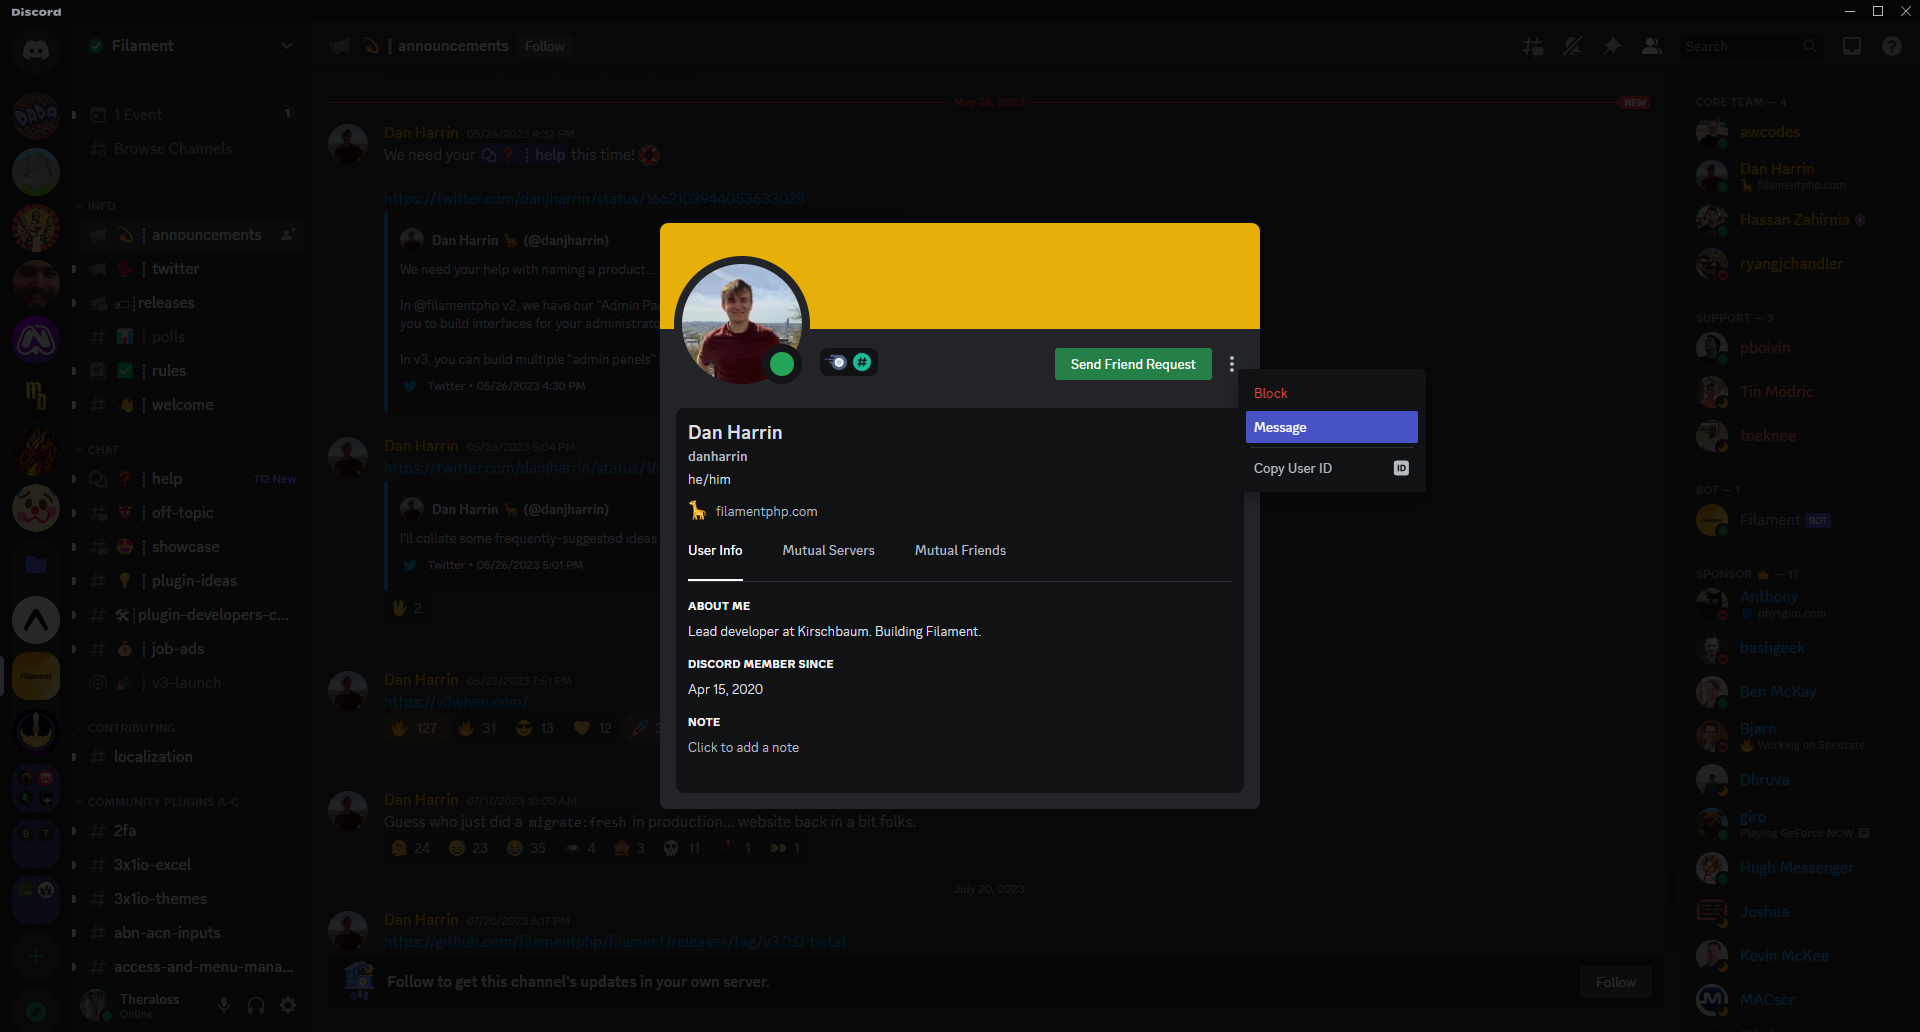 Discord
Filament
1 Event
1
Browse Channels
INFO
announcements
twitter
releases
polls
rules
welcome
CHAT
help
112 New
off-topic
showcase
plugin-ideas
plugin-developers-c...
job-ads
v3-launch
CONTRIBUTING
localization
COMMUNITY PLUGINS A-C
2fa
3x1io-excel
3x1io-themes
abn-acn-inputs
access-and-menu-mana...
Theraloss
Online
DADA
filament
B T
announcements
Follow
Search
May 26, 2023
NEW
Dan Harrin 05/26/2023 4:32 PM
We need your help this time!
https://twitter.com/danjharrin/status/1662103944053633028
Dan Harrin (@danjharrin)
We need your help with naming a product...
In @filamentphp v2, we have our "Admin Pa
you to build interfaces for your administrato
In v3, you can build multiple "admin panels"
Twitter • 05/26/2023 4:30 PM
Dan Harrin 05/26/2023 5:04 PM
https://twitter.com/danjharrin/status/16
Dan Harrin (@danjharrin)
I'll collate some frequently-suggested ideas
Twitter • 05/26/2023 5:01 PM
2
Dan Harrin 06/22/2023 7:51 PM
https://v3when.com/
127 31 13 12 3
Dan Harrin 07/17/2023 10:00 AM
Guess who just did a migrate:fresh in production... website back in a bit folks.
24 23 35 4 3 11 1 1
July 20, 2023
Dan Harrin 07/20/2023 6:17 PM
https://github.com/filamentphp/filament/releases/tag/v3.0.0-beta1
Follow to get this channel's updates in your own server.
Follow
Send Friend Request
Dan Harrin
danharrin
he/him
filamentphp.com
User Info
Mutual Servers
Mutual Friends
ABOUT ME
Lead developer at Kirschbaum. Building Filament.
DISCORD MEMBER SINCE
Apr 15, 2020
NOTE
Click to add a note
Block
Message
Copy User ID
ID
CORE TEAM — 4
awcodes
Dan Harrin
filamentphp.com
Hassan Zahirnia
ryangjchandler
SUPPORT — 3
pboivin
Tin Modric
toeknee
BOT — 1
Filament BOT
SPONSOR — 17
Anthony
physgun.com
bashgeek
Ben McKay
Bjarn
Working on Spectate
Dhruva
giro
Playing GeForce NOW
Hugh Messenger
Joshua
Kevin McKee
MACscr